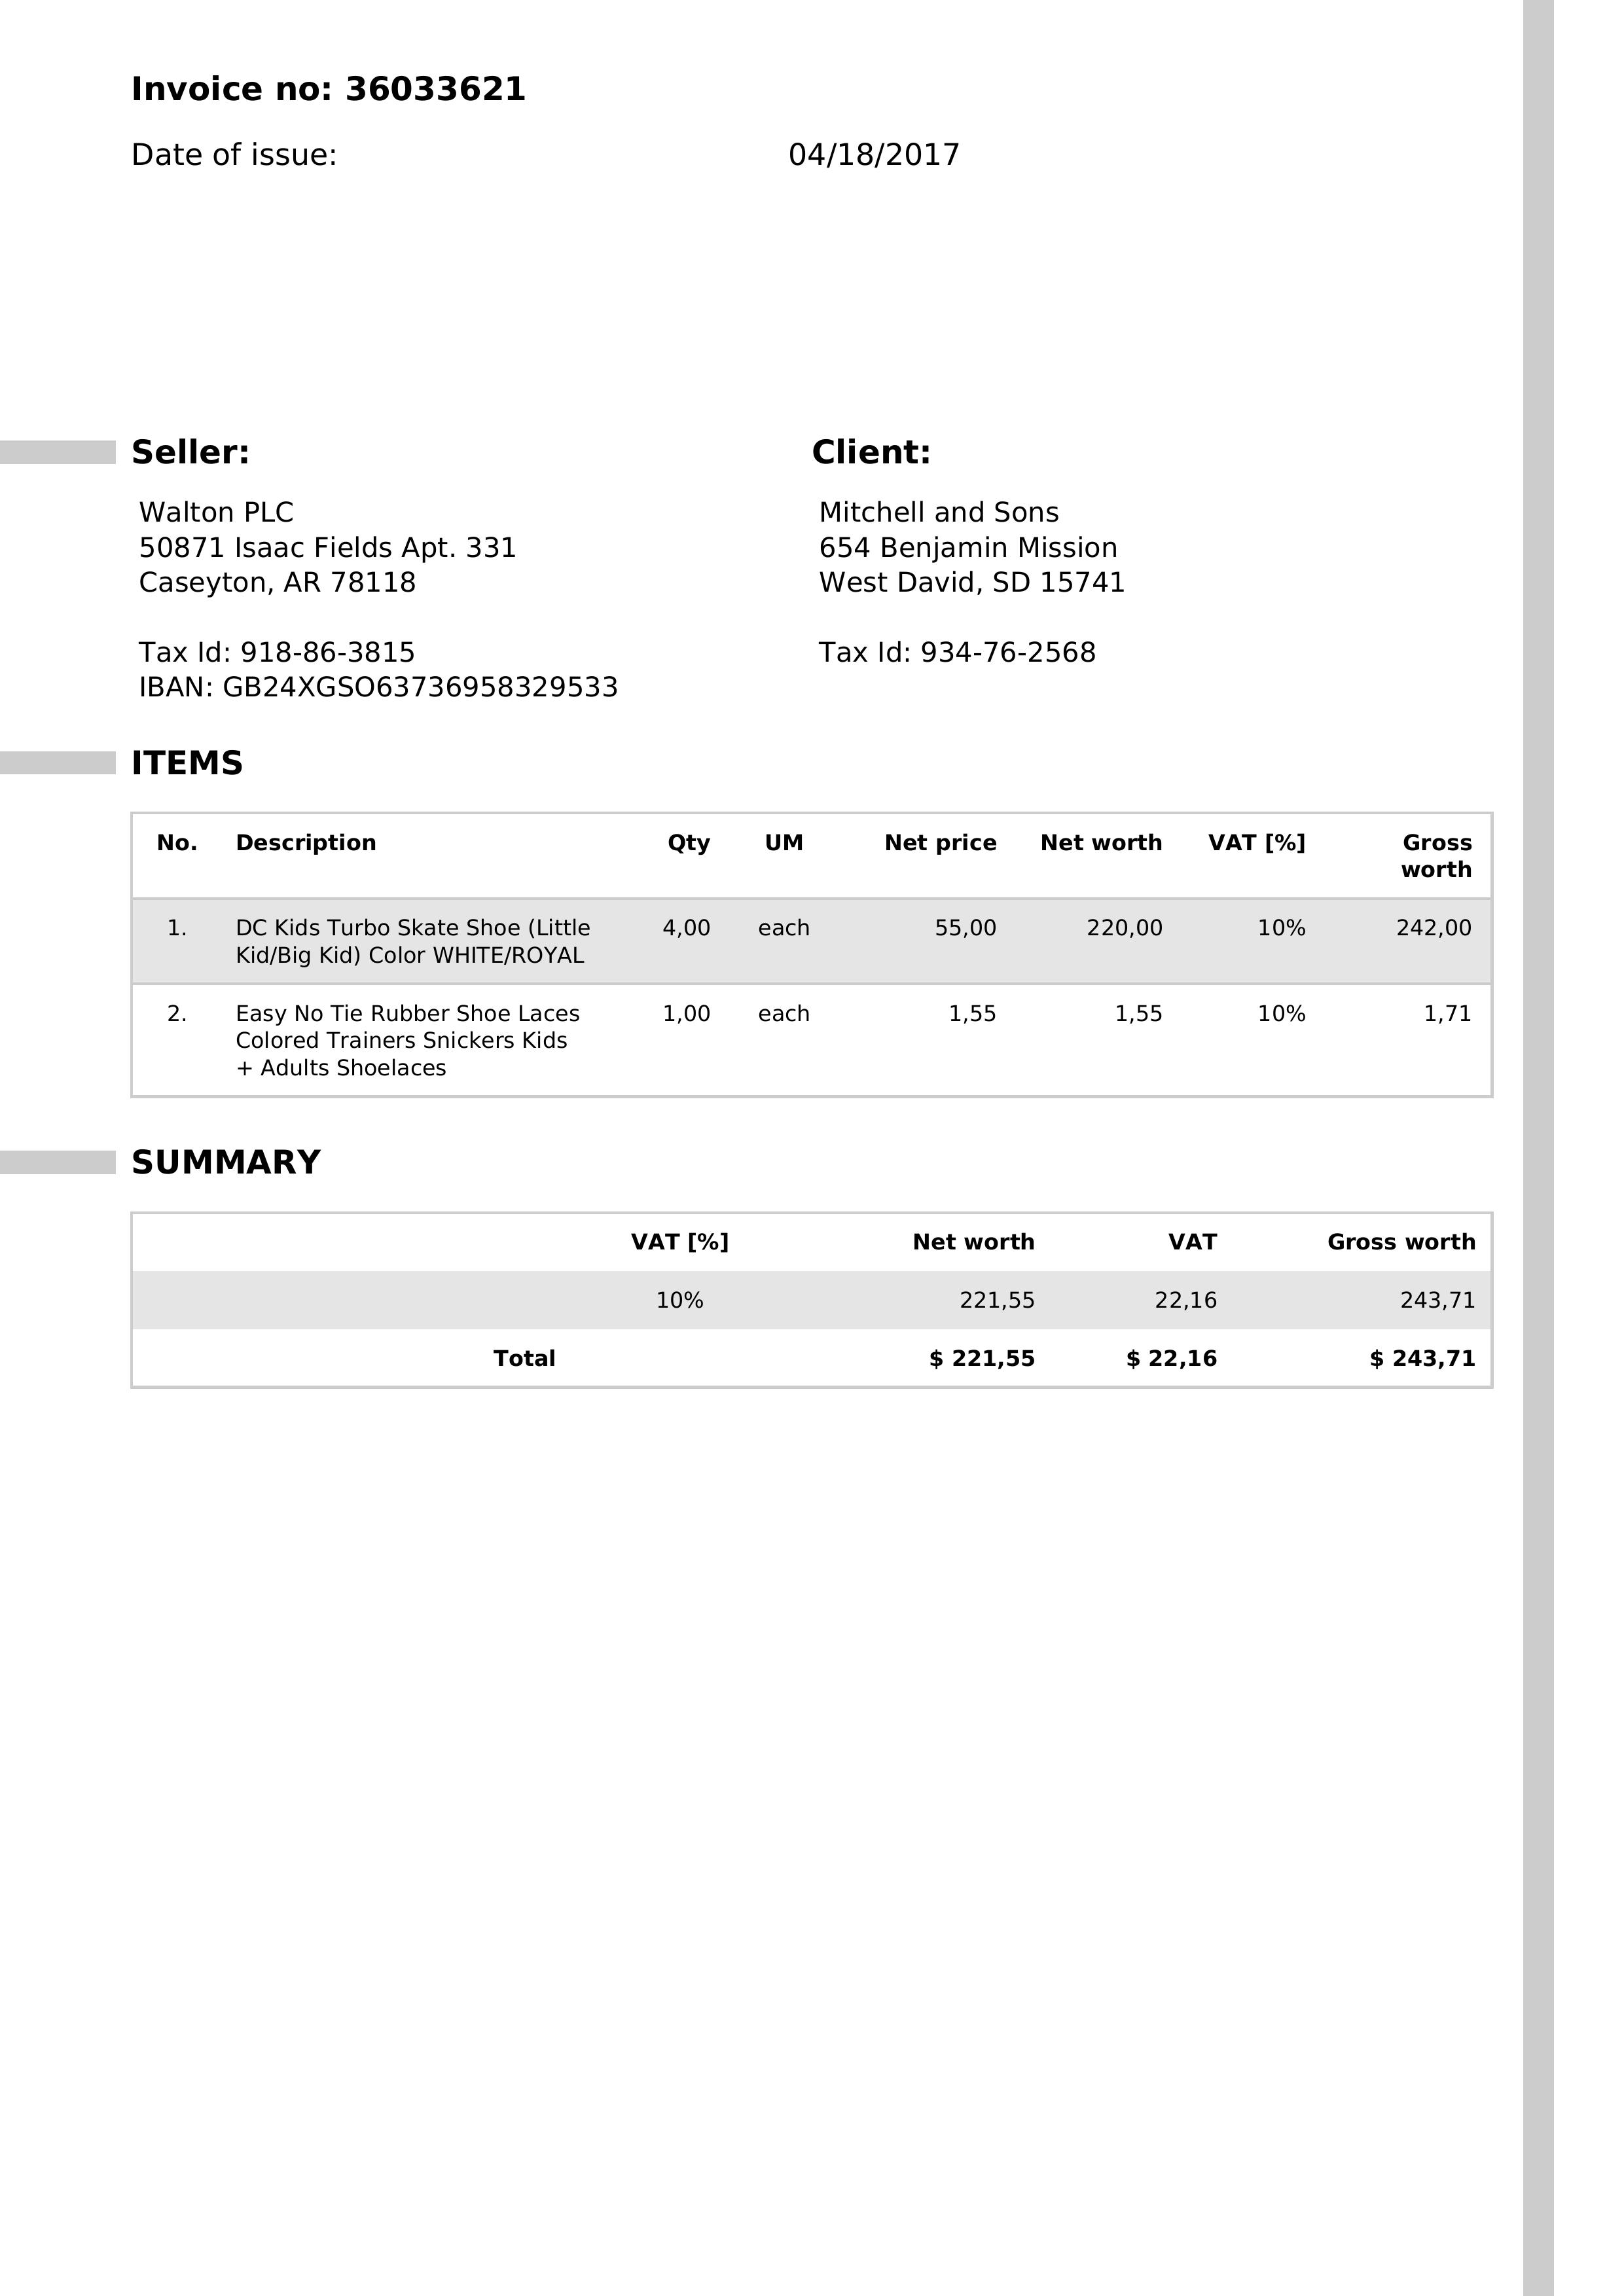 Invoice no: 36033621
Date of issue: 04/18/2017
Seller:
Walton PLC
50871 Isaac Fields Apt. 331
Caseyton, AR 78118
Tax Id: 918-86-3815
IBAN: GB24XGSO63736958329533
Client:
Mitchell and Sons
654 Benjamin Mission
West David, SD 15741
Tax Id: 934-76-2568
ITEMS
No. Description Qty UM Net price Net worth VAT [%] Gross
worth
1. DC Kids Turbo Skate Shoe (Little 4,00 each 55,00 220,00 10% 242,00
Kid/Big Kid) Color WHITE/ROYAL
2. Easy No Tie Rubber Shoe Laces 1,00 each 1,55 1,55 10% 1,71
Colored Trainers Snickers Kids
+ Adults Shoelaces
SUMMARY
VAT [%] Net worth VAT Gross worth
10% 221,55 22,16 243,71
Total $ 221,55 $ 22,16 $ 243,71